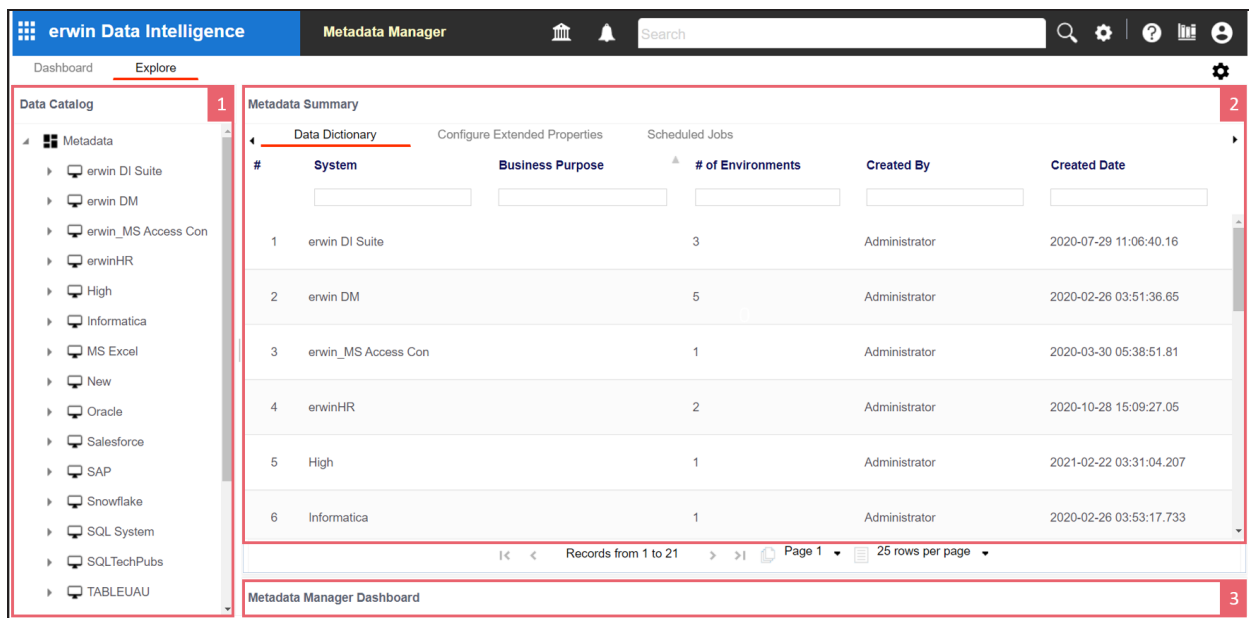 erwin Data Intelligence Metadata Manager Search
Dashboard Explore
Data Catalog 1
Metadata
erwin DI Suite
erwin DM
erwin_MS Access Con
erwinHR
High
Informatica
MS Excel
New
Oracle
Salesforce
SAP
Snowflake
SQL System
SQLTechPubs
TABLEUAU
Metadata Summary 2
Data Dictionary Configure Extended Properties Scheduled Jobs
# System Business Purpose # of Environments Created By Created Date
1 erwin DI Suite 3 Administrator 2020-07-29 11:06:40.16
2 erwin DM 5 Administrator 2020-02-26 03:51:36.65
3 erwin_MS Access Con 1 Administrator 2020-03-30 05:38:51.81
4 erwinHR 2 Administrator 2020-10-28 15:09:27.05
5 High 1 Administrator 2021-02-22 03:31:04.207
6 Informatica 1 Administrator 2020-02-26 03:53:17.733
Records from 1 to 21 Page 1 25 rows per page
Metadata Manager Dashboard 3